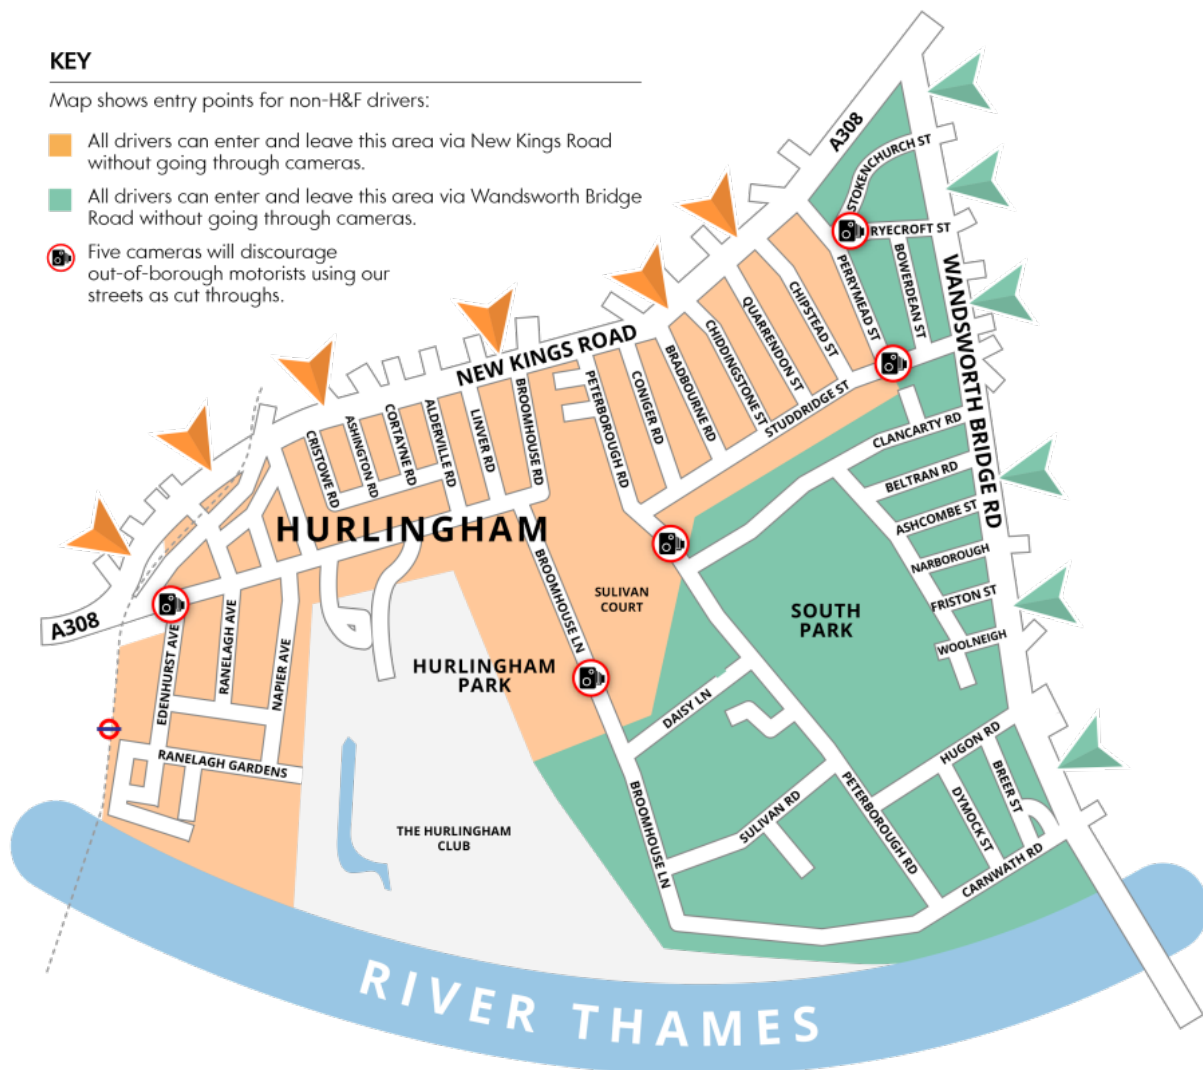 KEY
Map shows entry points for non-H&F drivers:
All drivers can enter and leave this area via New Kings Road
without going through cameras.
All drivers can enter and leave this area via Wandsworth Bridge
Road without going through cameras.
Five cameras will discourage
out-of-borough motorists using our
streets as cut throughs.
A308
STOKENCHURCH ST
RYECROFT ST
BOWERDEAN ST
PERRYMEAD ST
WANDSWORTH BRIDGE RD
CHIPSTEAD ST
QUARRENDON ST
CHIDDINGSTONE ST
BRADBOURNE RD
CONIGER RD
PETERBOROUGH RD
NEW KINGS ROAD
STUDDRIDGE ST
BROOMHOUSE RD
LINVER RD
ALDERVILLE RD
CORTAYNE RD
ASHINGTON RD
CRISTOWE RD
CLANCARTY RD
BELTRAN RD
ASHCOMBE ST
NARBOROUGH
FRISTON ST
WOOLNEIGH
HURLINGHAM
BROOMHOUSE LN
SULIVAN
COURT
SOUTH
PARK
A308
EDENHURST AVE
RANELAGH AVE
NAPIER AVE
RANELAGH GARDENS
HURLINGHAM
PARK
DAISY LN
HUGON RD
BREER ST
DYMOCK ST
PETERBOROUGH RD
SULIVAN RD
BROOMHOUSE LN
CARNWATH RD
THE HURLINGHAM
CLUB
RIVER THAMES